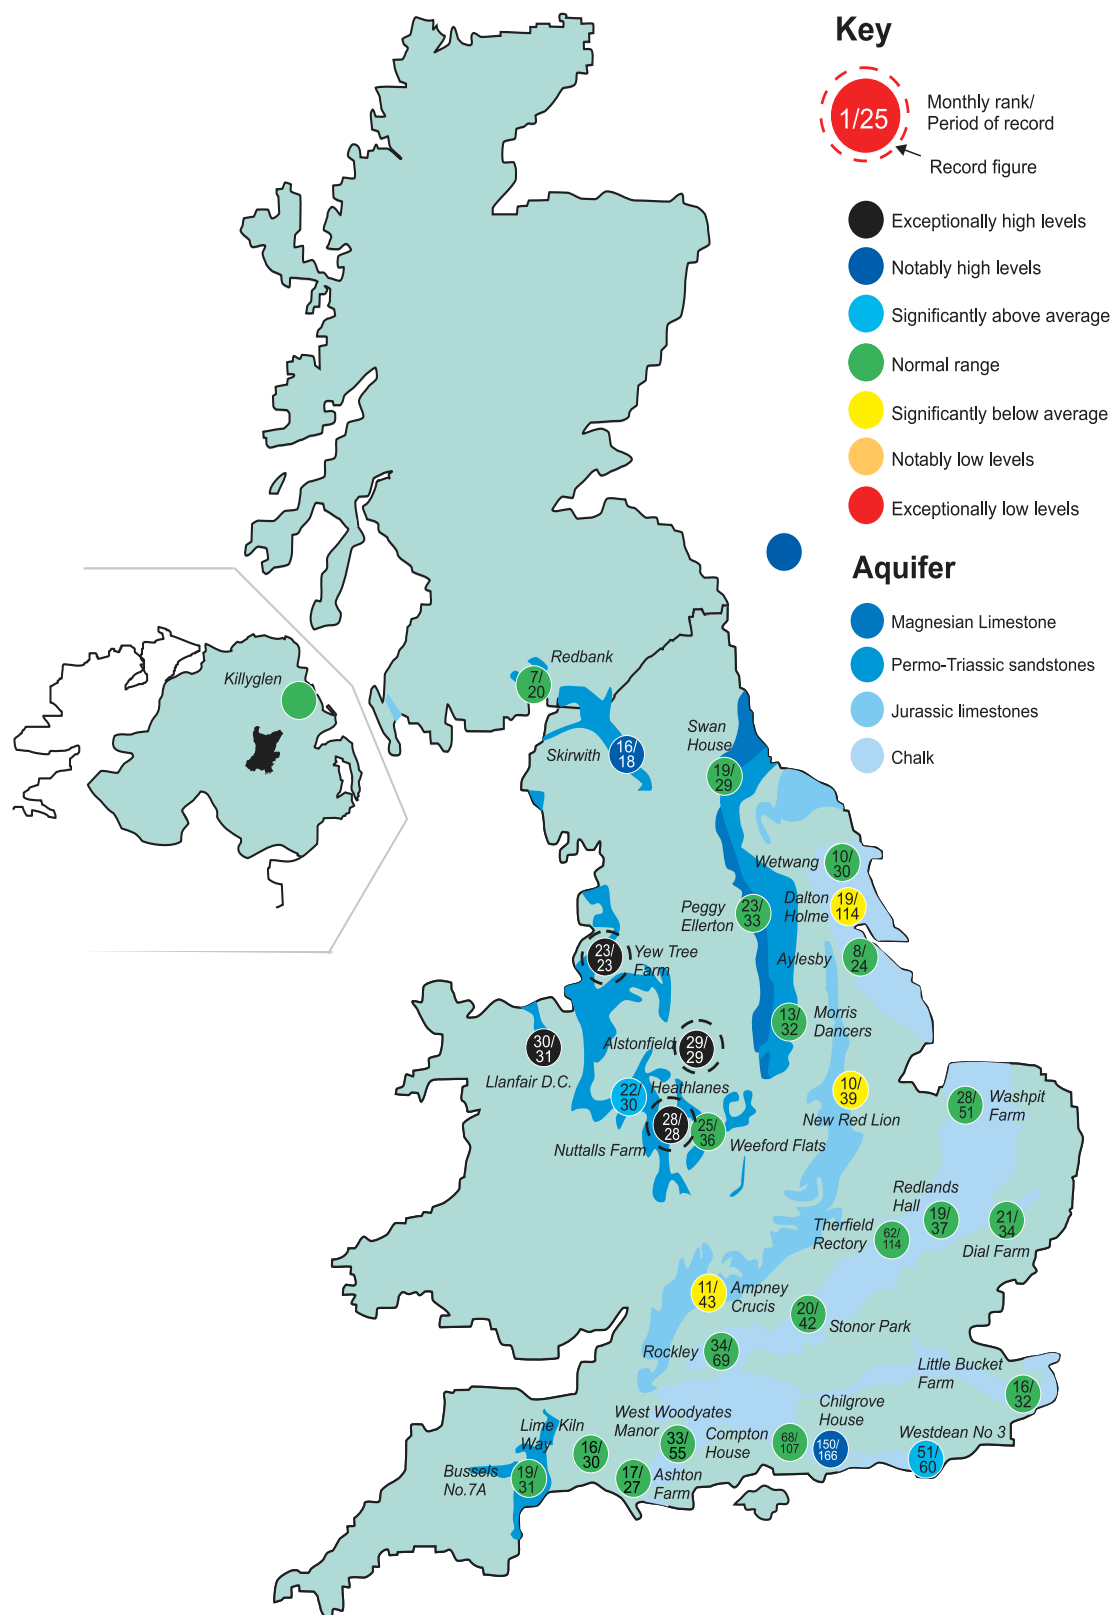 Key
1/25
Monthly rank/
Period of record
Record figure
Exceptionally high levels
Notably high levels
Significantly above average
Normal range
Significantly below average
Notably low levels
Exceptionally low levels
Aquifer
Magnesian Limestone
Permo-Triassic sandstones
Jurassic limestones
Chalk
Killyglen
Redbank
7/
20
Skirwith
16/
18
Swan
House
19/
29
Wetwang
10/
30
Dalton
Holme
19/
114
Peggy
Ellerton
23/
33
Aylesby
8/
24
Yew Tree
Farm
23/
23
Morris
Dancers
13/
32
Alstonfield
29/
29
Llanfair D.C.
30/
31
Heathlanes
22/
30
New Red Lion
10/
39
Washpit
Farm
28/
51
Nuttalls Farm
28/
28
Weeford Flats
25/
36
Redlands
Hall
19/
37
Therfield
Rectory
62/
114
Dial Farm
21/
34
Ampney
Crucis
11/
43
Stonor Park
20/
42
Rockley
34/
69
Little Bucket
Farm
16/
32
Chilgrove
House
150/
166
West Woodyates
Manor
33/
55
Compton
House
68/
107
Westdean No 3
51/
60
Lime Kiln
Way
16/
30
Bussels
No.7A
19/
31
Ashton
Farm
17/
27